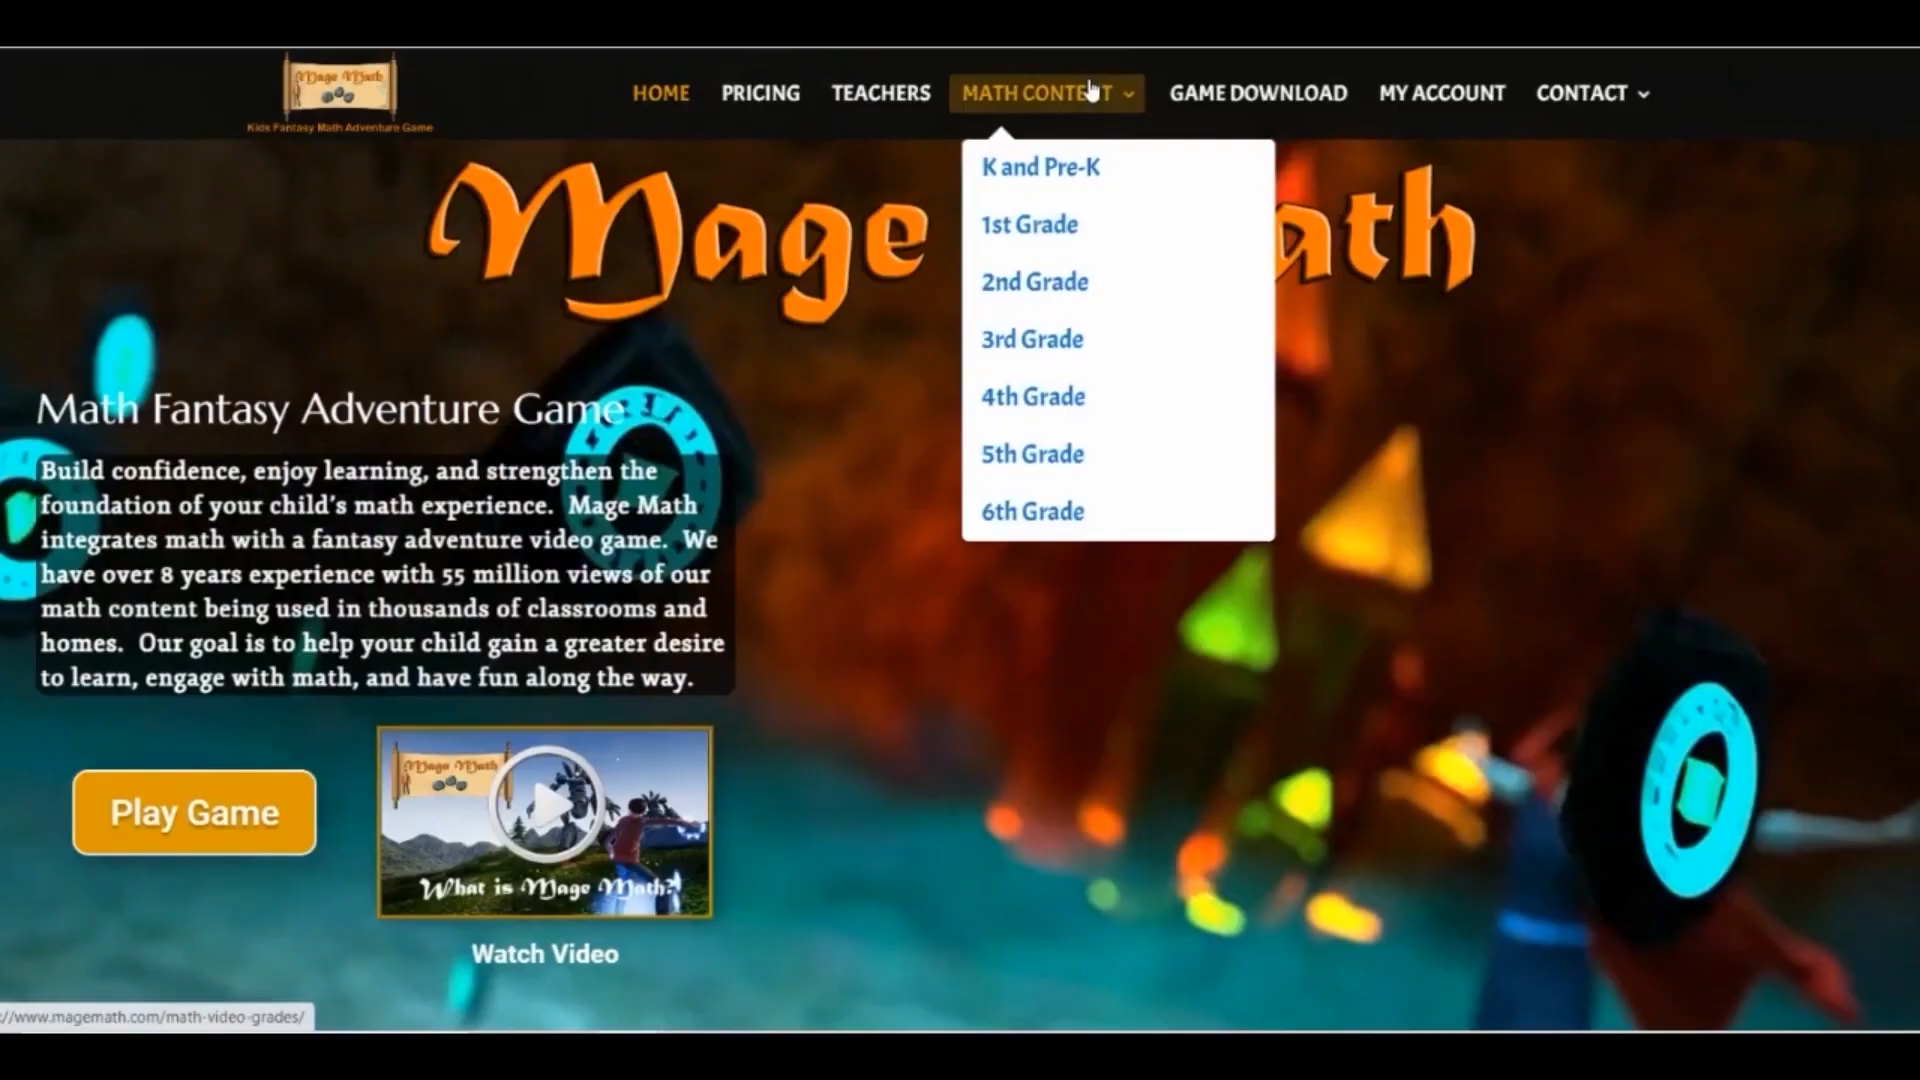 Mage Math
Kids Fantasy Math Adventure Game
HOME
PRICING
TEACHERS
MATH CONTENT
GAME DOWNLOAD
MY ACCOUNT
CONTACT
K and Pre-K
1st Grade
2nd Grade
3rd Grade
4th Grade
5th Grade
6th Grade
Mage ath
Math Fantasy Adventure Game
Build confidence, enjoy learning, and strengthen the
foundation of your child's math experience. Mage Math
integrates math with a fantasy adventure video game. We
have over 8 years experience with 55 million views of our
math content being used in thousands of classrooms and
homes. Our goal is to help your child gain a greater desire
to learn, engage with math, and have fun along the way.
Play Game
Mage Math
What is Mage Math?
Watch Video
://www.magemath.com/math-video-grades/